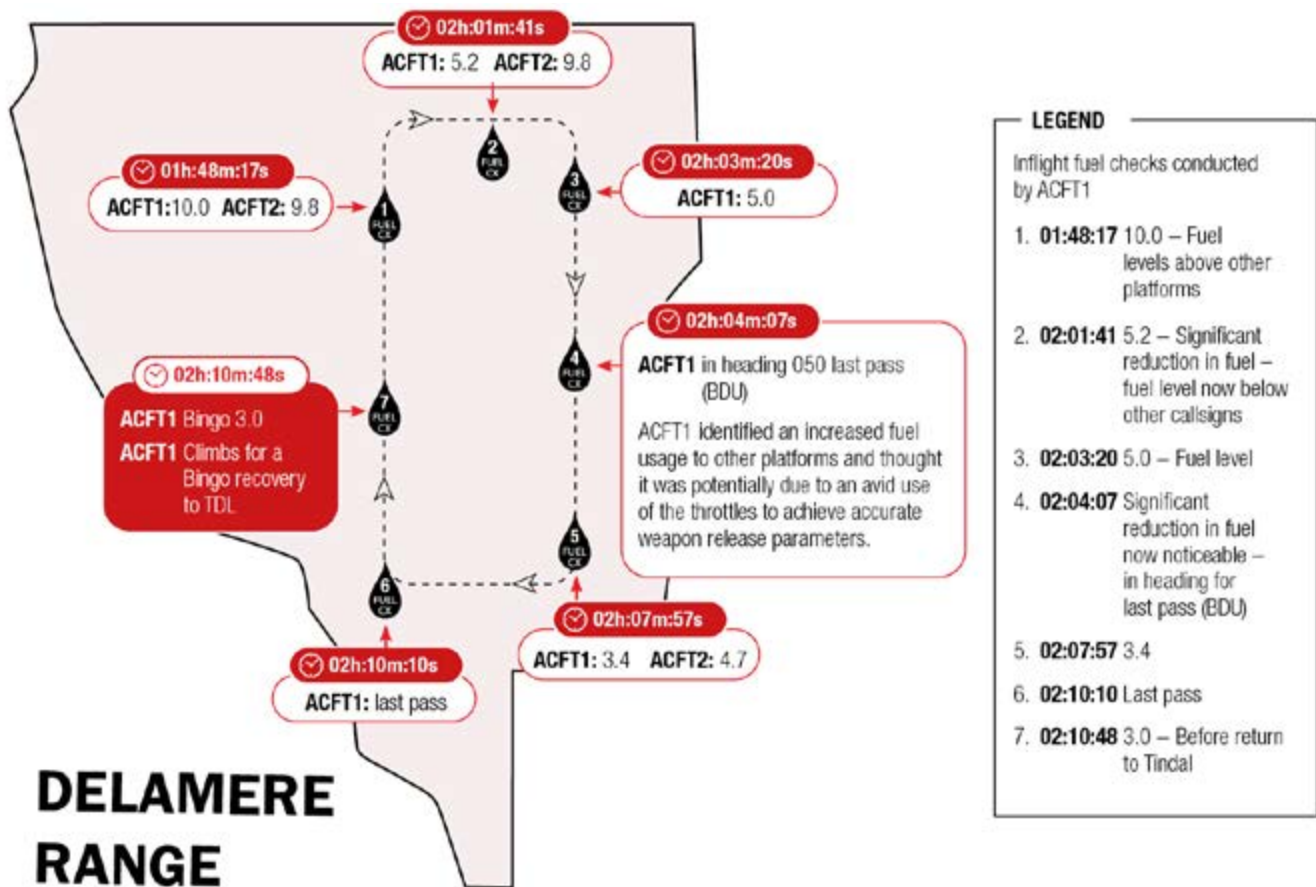 02h:01m:41s
ACFT1: 5.2 ACFT2: 9.8
01h:48m:17s
ACFT1:10.0 ACFT2: 9.8
1
FUEL
CX
2
FUEL
CX
3
FUEL
CX
02h:03m:20s
ACFT1: 5.0
02h:04m:07s
4
FUEL
CX
ACFT1 in heading 050 last pass
(BDU)
ACFT1 identified an increased fuel
usage to other platforms and thought
it was potentially due to an avid use
of the throttles to achieve accurate
weapon release parameters.
02h:10m:48s
ACFT1 Bingo 3.0
ACFT1 Climbs for a
Bingo recovery
to TDL
7
FUEL
CX
5
FUEL
CX
6
FUEL
CX
02h:07m:57s
ACFT1: 3.4 ACFT2: 4.7
02h:10m:10s
ACFT1: last pass
DELAMERE
RANGE
LEGEND
Inflight fuel checks conducted
by ACFT1
1. 01:48:17 10.0 – Fuel
levels above other
platforms
2. 02:01:41 5.2 – Significant
reduction in fuel –
fuel level now below
other callsigns
3. 02:03:20 5.0 – Fuel level
4. 02:04:07 Significant
reduction in fuel
now noticeable –
in heading for
last pass (BDU)
5. 02:07:57 3.4
6. 02:10:10 Last pass
7. 02:10:48 3.0 – Before return
to Tindal